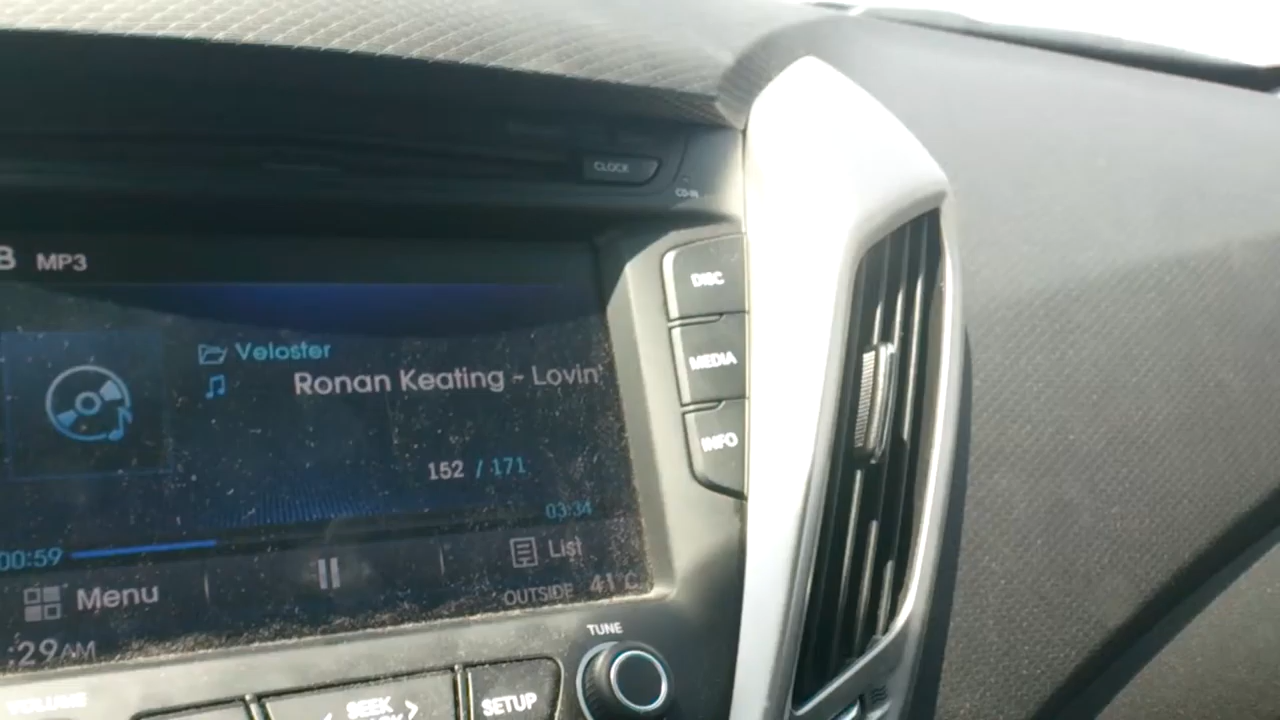 CLOCK
CD-IN
B MP3
DISC
Veloster
MEDIA
Ronan Keating - Lovin'
INFO
152 / 171
03:34
00:59
List
Menu
OUTSIDE 41°C
:29AM
TUNE
VOLUME
SEEK
SETUP